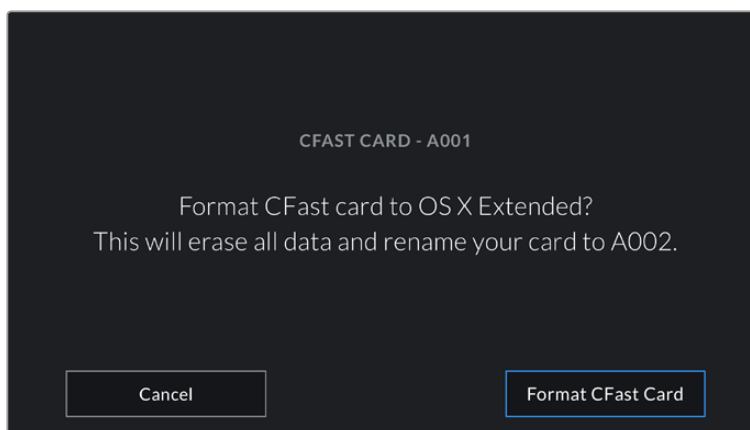 CFAST CARD - A001
Format CFast card to OS X Extended?
This will erase all data and rename your card to A002.
Cancel
Format CFast Card